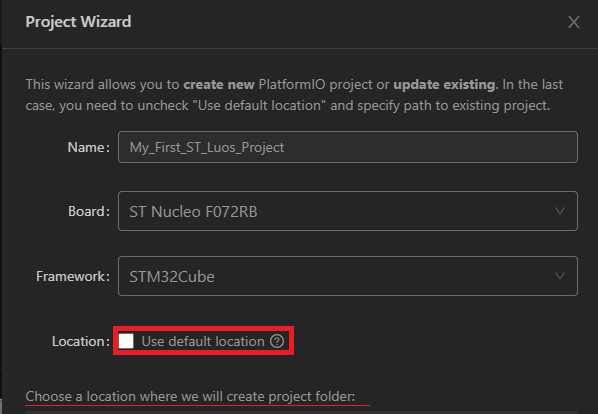 Project Wizard
This wizard allows you to create new PlatformIO project or update existing. In the last
case, you need to uncheck "Use default location" and specify path to existing project.
Name: My_First_ST_Luos_Project
Board: ST Nucleo F072RB
Framework: STM32Cube
Location: Use default location
Choose a location where we will create project folder: